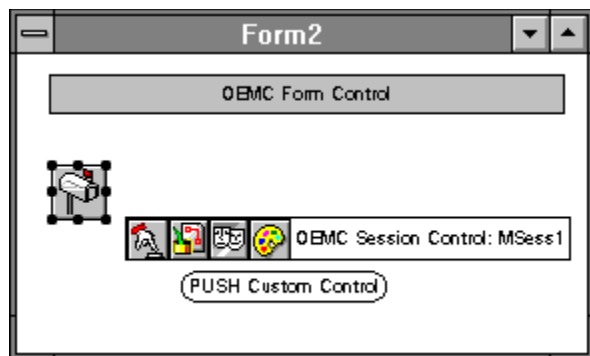 Form2
OEMC Form Control
OEMC Session Control: MSess1
PUSH Custom Control